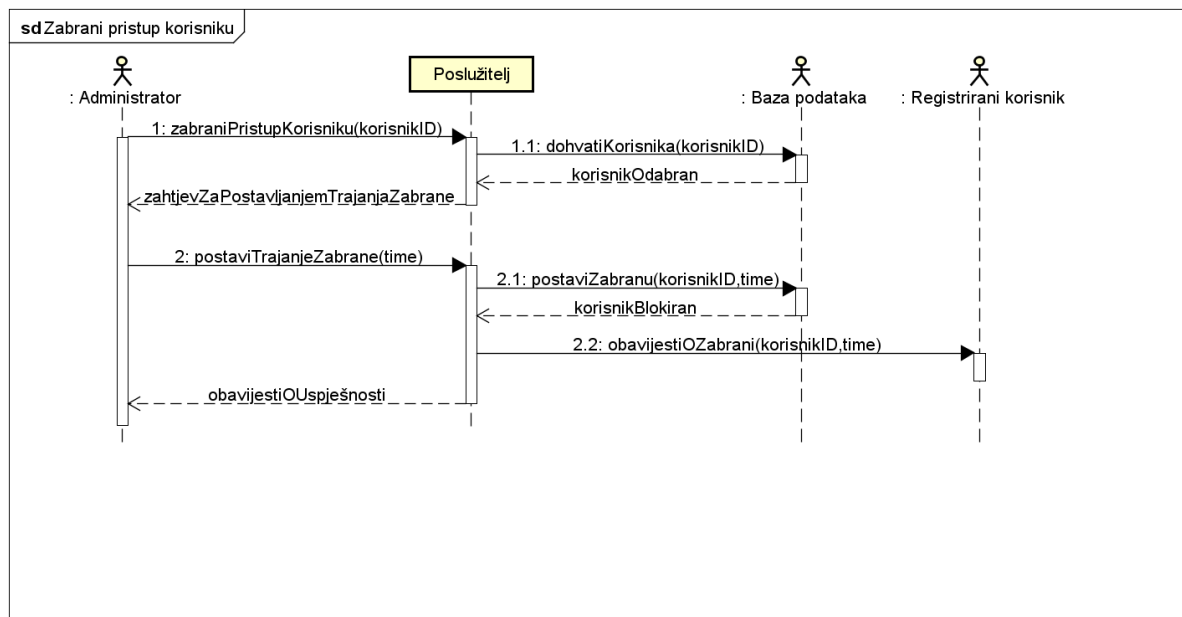 sd Zabrani pristup korisniku
: Administrator
Poslužitelj
: Baza podataka
: Registrirani korisnik
1: zabraniPristupKorisniku(korisnikID)
1.1: dohvatiKorisnika(korisnikID)
korisnikOdabran
zahtjevZaPostavljanjemTrajanjaZabrane
2: postaviTrajanjeZabrane(time)
2.1: postaviZabranu(korisnikID,time)
korisnikBlokiran
2.2: obavijestiOZabrani(korisnikID,time)
obavijestiOUspješnosti